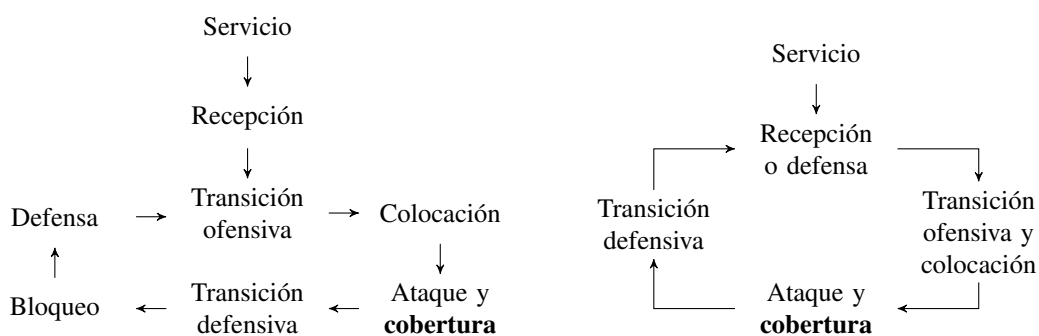 Servicio
Recepción
Transición
ofensiva
Defensa
Colocación
Bloqueo
Transición
defensiva
Ataque y
cobertura
Servicio
Recepción
o defensa
Transición
defensiva
Transición
ofensiva y
colocación
Ataque y
cobertura